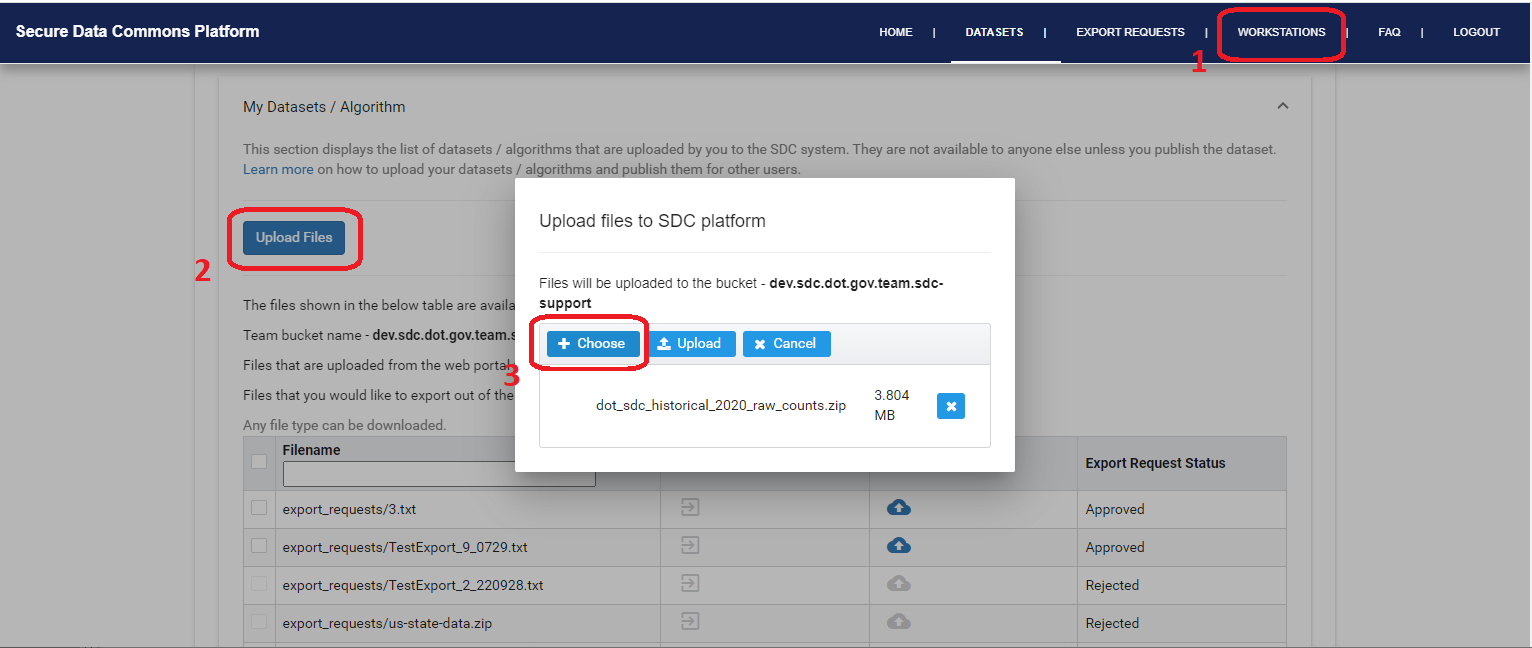 Secure Data Commons Platform
HOME | DATASETS | EXPORT REQUESTS | WORKSTATIONS | FAQ | LOGOUT
1
My Datasets / Algorithm
This section displays the list of datasets / algorithms that are uploaded by you to the SDC system. They are not available to anyone else unless you publish the dataset.
Learn more on how to upload your datasets / algorithms and publish them for other users.
Upload Files
2
The files shown in the below table are availa
Team bucket name - dev.sdc.dot.gov.team.s
Files that are uploaded from the web portal
Files that you would like to export out of the
Any file type can be downloaded.
Upload files to SDC platform
Files will be uploaded to the bucket - dev.sdc.dot.gov.team.sdc-
support
Choose Upload Cancel
3
dot_sdc_historical_2020_raw_counts.zip 3.804
MB
Filename Export Request Status
export_requests/3.txt Approved
export_requests/TestExport_9_0729.txt Approved
export_requests/TestExport_2_220928.txt Rejected
export_requests/us-state-data.zip Rejected